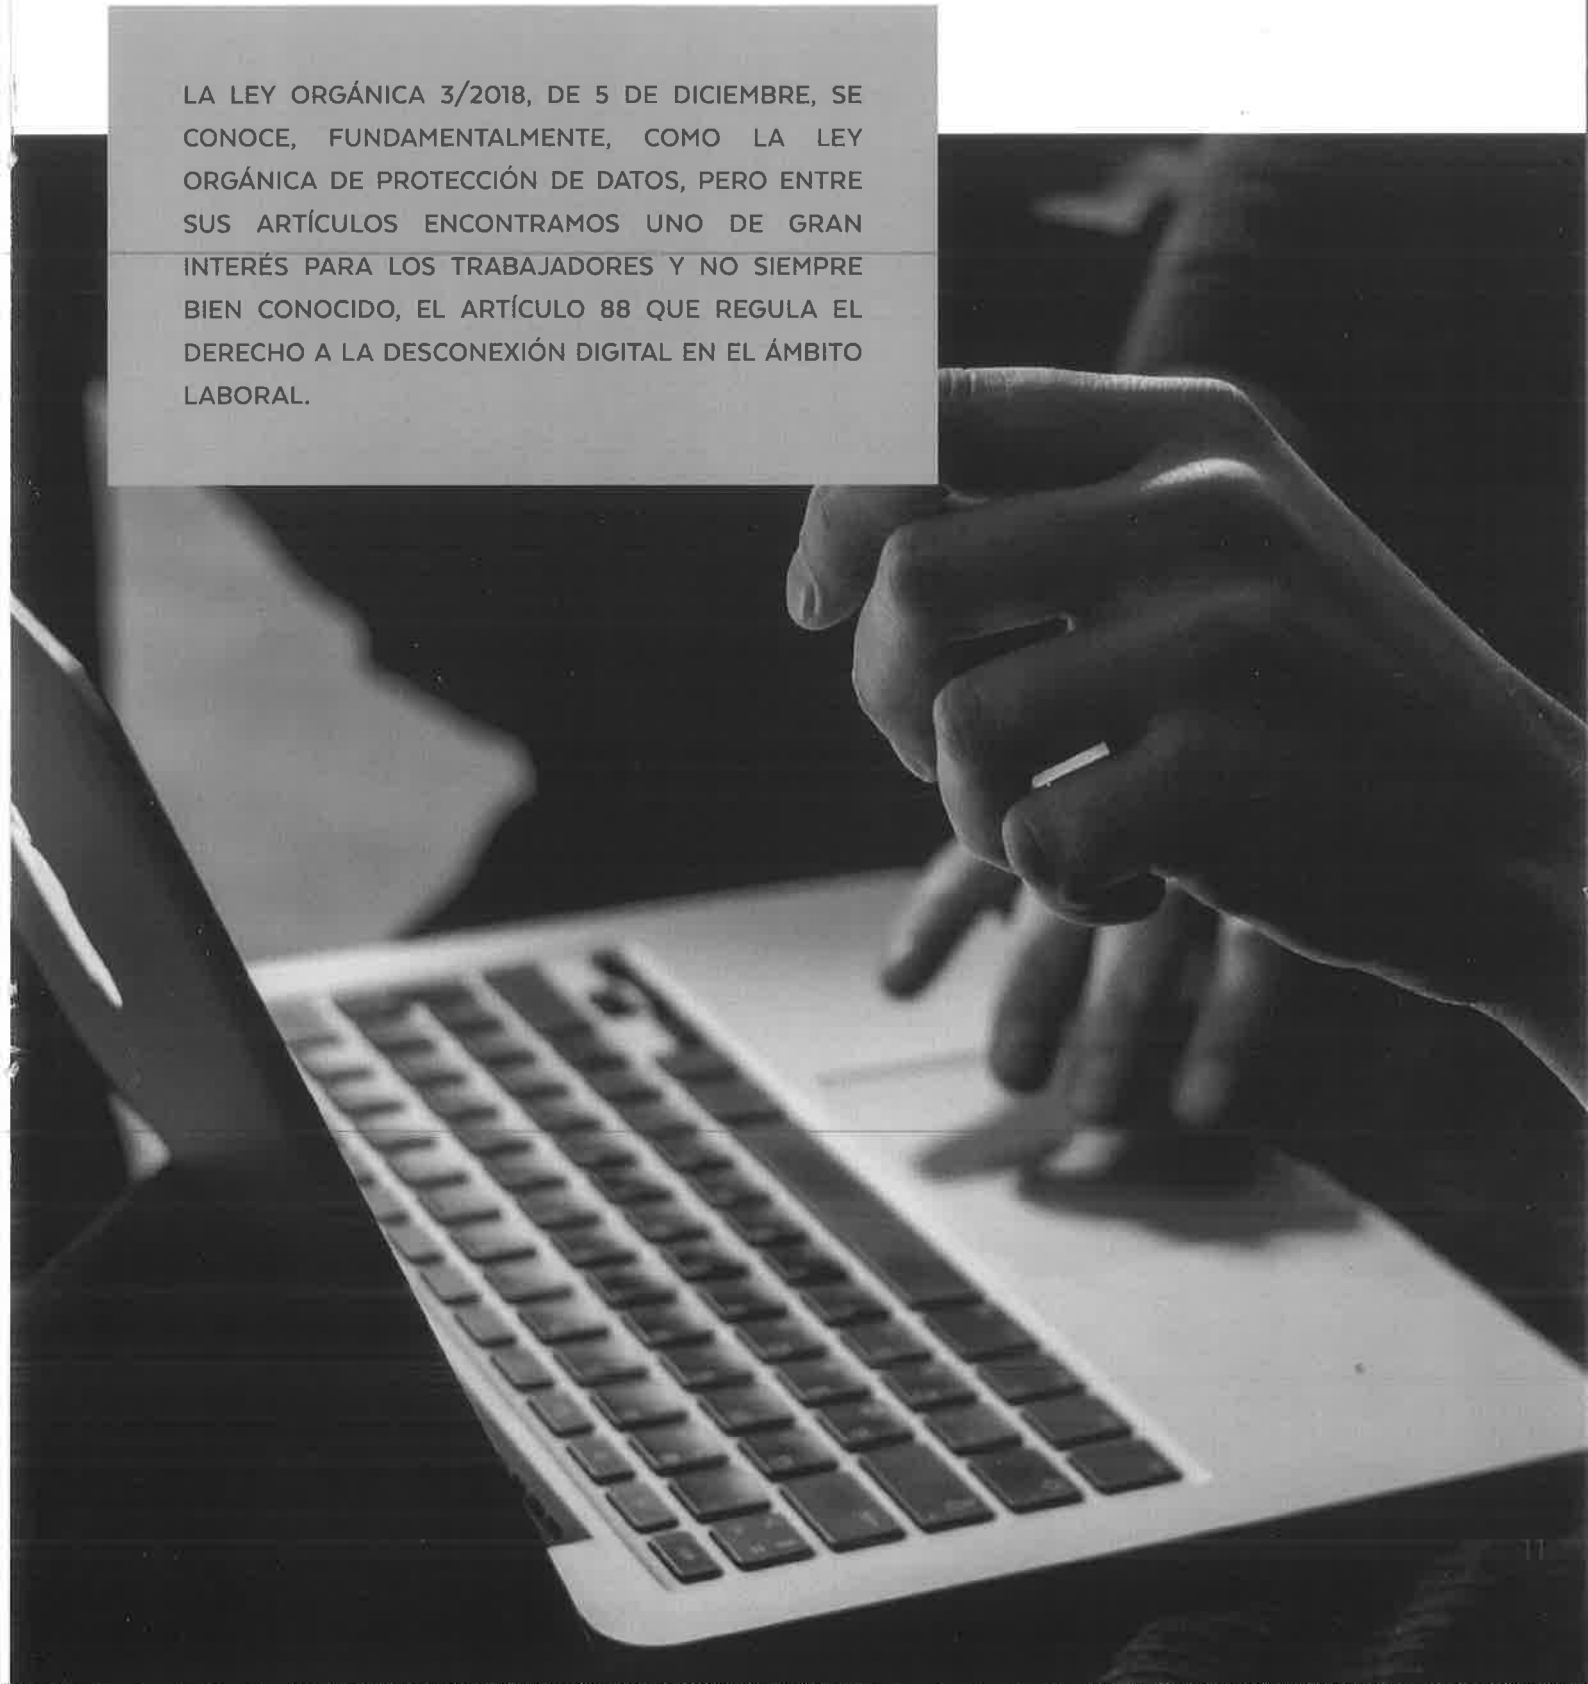 LA LEY ORGÁNICA 3/2018, DE 5 DE DICIEMBRE, SE
CONOCE, FUNDAMENTALMENTE, COMO LA LEY
ORGÁNICA DE PROTECCIÓN DE DATOS, PERO ENTRE
SUS ARTÍCULOS ENCONTRAMOS UNO DE GRAN
INTERÉS PARA LOS TRABAJADORES Y NO SIEMPRE
BIEN CONOCIDO, EL ARTÍCULO 88 QUE REGULA EL
DERECHO A LA DESCONEXIÓN DIGITAL EN EL ÁMBITO
LABORAL.
11